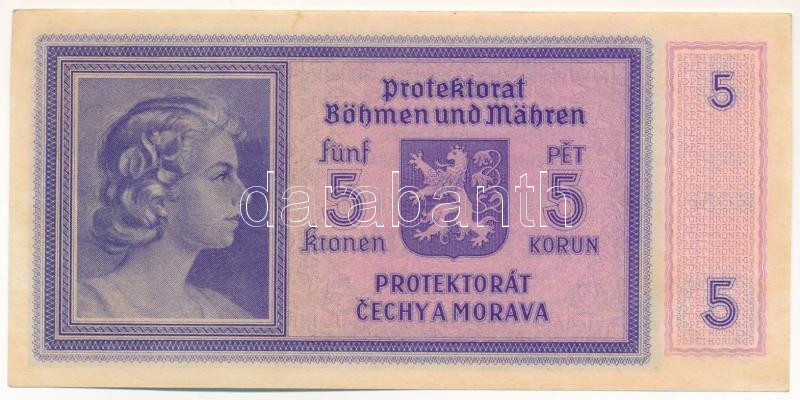 Protektorat
Böhmen und Mähren
fünf
5
Kronen
PĚT
5
KORUN
PROTEKTORÁT
ČECHY A MORAVA
5
5
darabanth